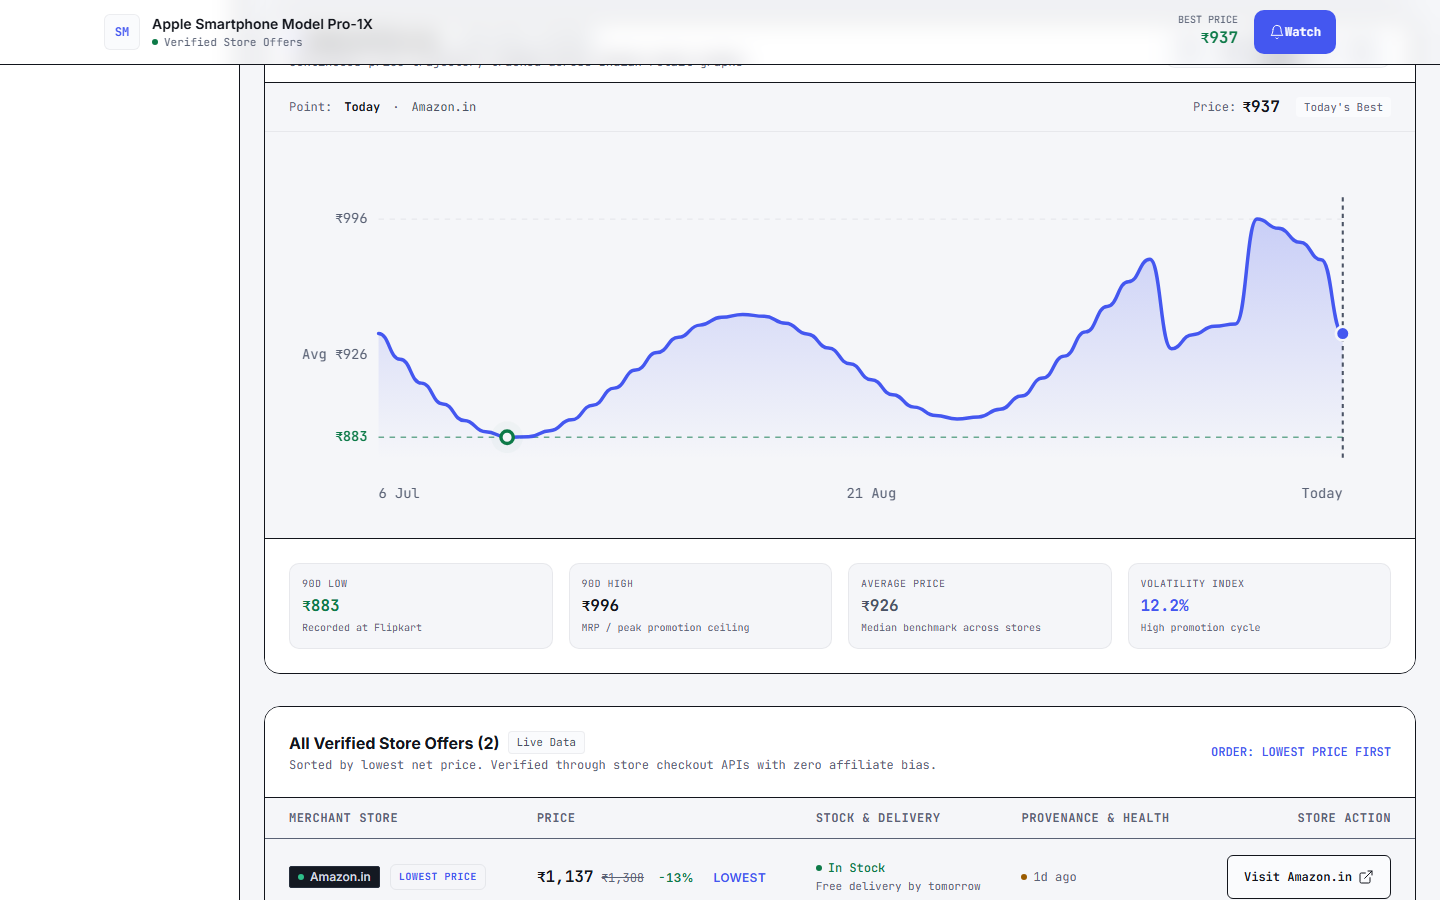 SM
Apple Smartphone Model Pro-1X
Verified Store Offers
BEST PRICE
₹937
Watch
Point: Today · Amazon.in
Price: ₹937 Today's Best
₹996
Avg ₹926
₹883
6 Jul 21 Aug Today
90D LOW
₹883
Recorded at Flipkart
90D HIGH
₹996
MRP / peak promotion ceiling
AVERAGE PRICE
₹926
Median benchmark across stores
VOLATILITY INDEX
12.2%
High promotion cycle
All Verified Store Offers (2) Live Data
Sorted by lowest net price. Verified through store checkout APIs with zero affiliate bias.
ORDER: LOWEST PRICE FIRST
MERCHANT STORE PRICE STOCK & DELIVERY PROVENANCE & HEALTH STORE ACTION
Amazon.in LOWEST PRICE
₹1,137 ₹1,308 -13% LOWEST
In Stock
Free delivery by tomorrow
1d ago
Visit Amazon.in